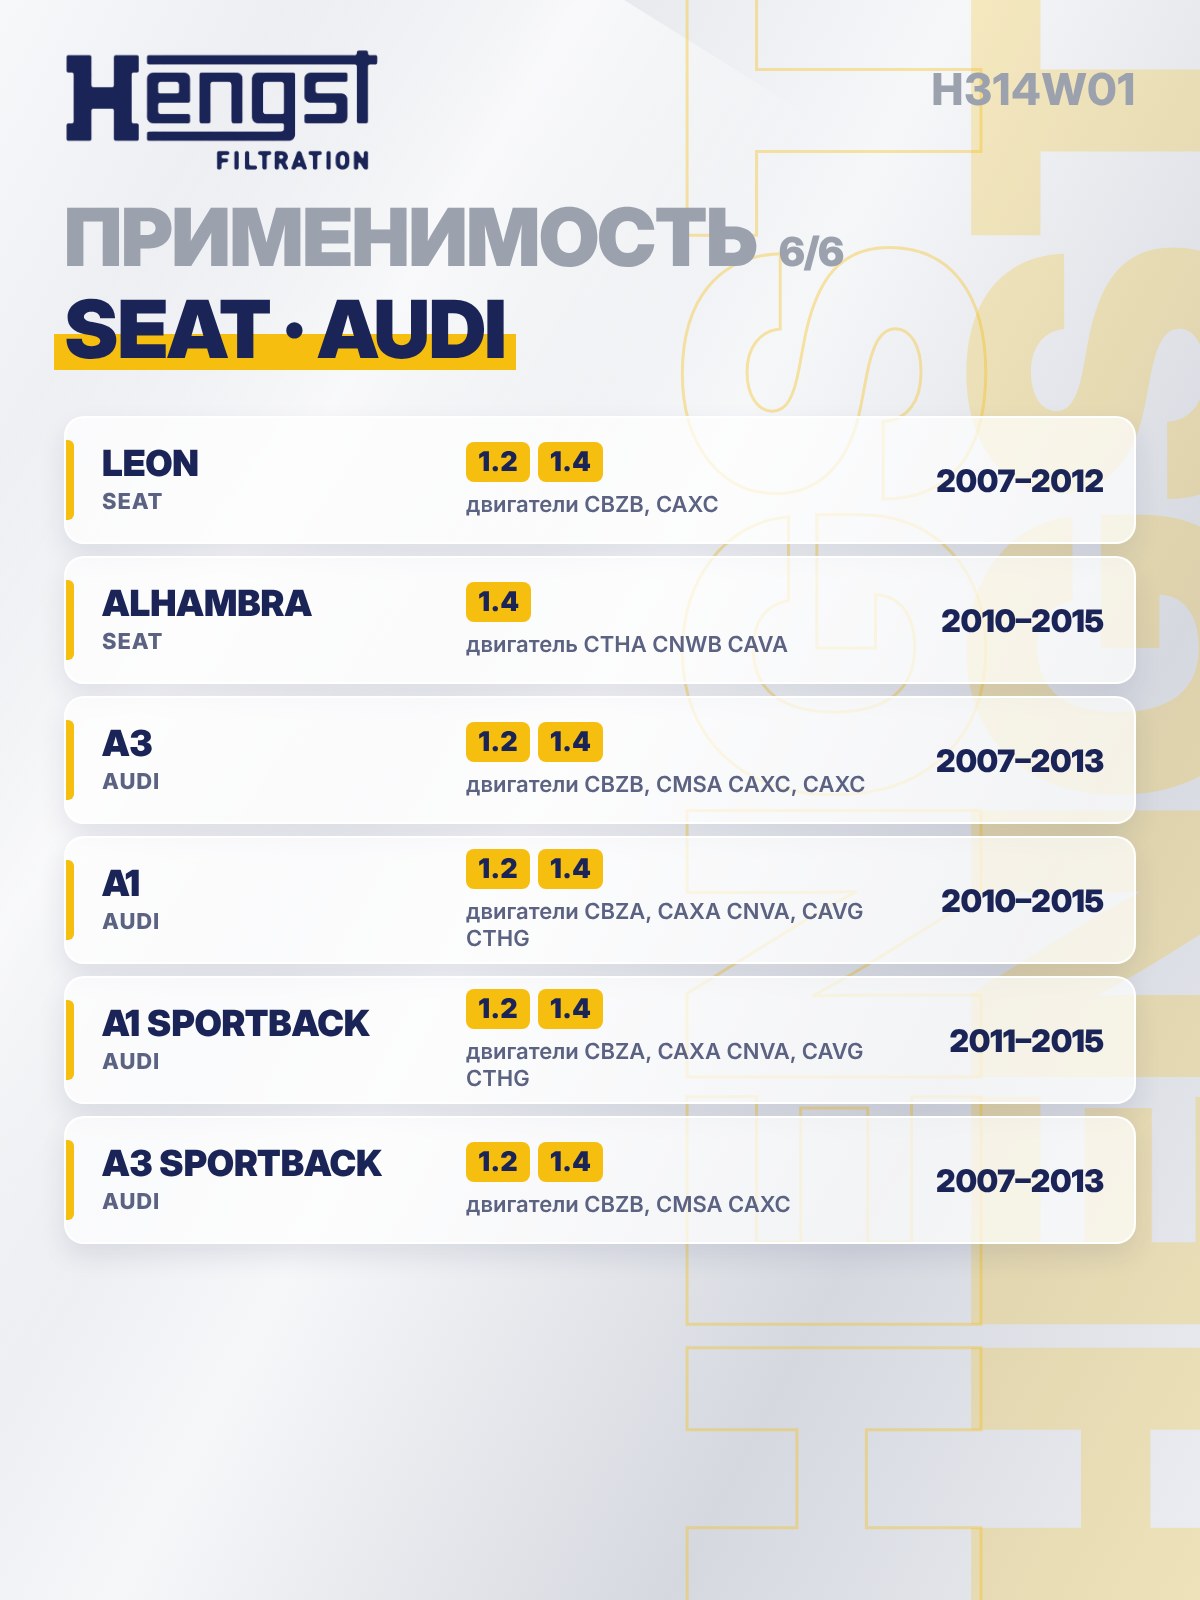 Hengst
FILTRATION
H314W01
ПРИМЕНИМОСТЬ 6/6
SEAT · AUDI
LEON
SEAT
1.2 1.4
двигатели CBZB, CAXC
2007–2012
ALHAMBRA
SEAT
1.4
двигатель CTHA CNWB CAVA
2010–2015
A3
AUDI
1.2 1.4
двигатели CBZB, CMSA CAXC, CAXC
2007–2013
A1
AUDI
1.2 1.4
двигатели CBZA, CAXA CNVA, CAVG
CTHG
2010–2015
A1 SPORTBACK
AUDI
1.2 1.4
двигатели CBZA, CAXA CNVA, CAVG
CTHG
2011–2015
A3 SPORTBACK
AUDI
1.2 1.4
двигатели CBZB, CMSA CAXC
2007–2013
HENGST
HENGST